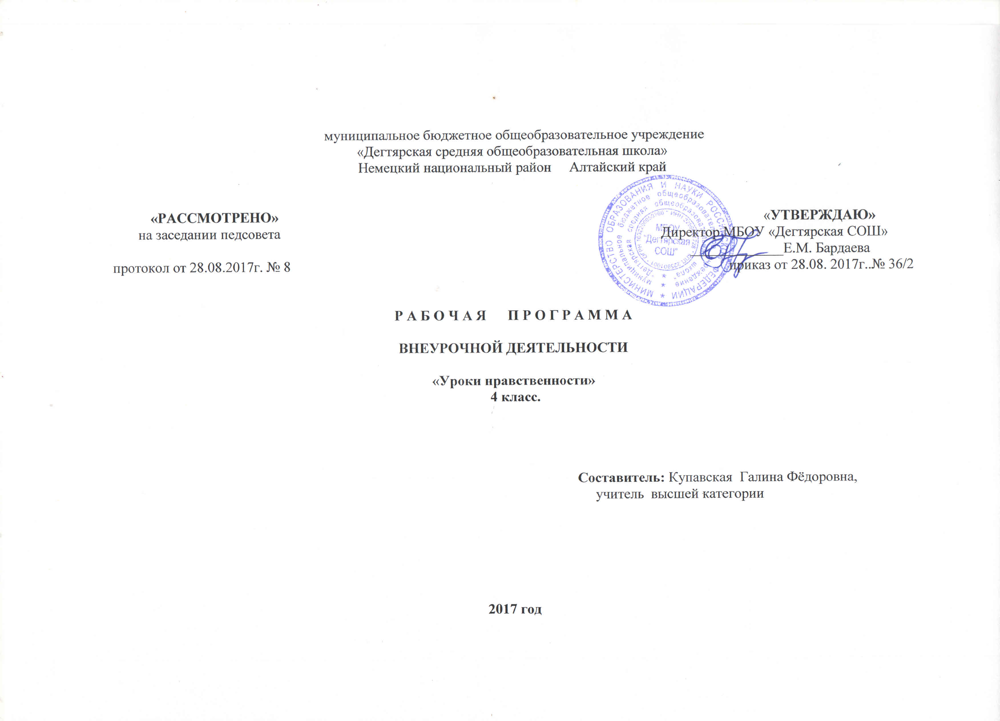 муниципальное бюджетное общеобразовательное учреждение
«Дегтярская средняя общеобразовательная школа»
Немецкий национальный район Алтайский край
«РАССМОТРЕНО»
на заседании педсовета
протокол от 28.08.2017г. № 8
«УТВЕРЖДАЮ»
Директор МБОУ «Дегтярская СОШ»
_____________Е.М. Бардаева
приказ от 28.08. 2017г..№ 36/2
МИНИСТЕРСТВО ОБРАЗОВАНИЯ И НАУКИ РОССИЙСКОЙ ФЕДЕРАЦИИ *
муниципальное бюджетное общеобразовательное учреждение *
"Дегтярская средняя общеобразовательная школа" *
МБОУ
"Дегтярская
СОШ"
Р А Б О Ч А Я П Р О Г Р А М М А
ВНЕУРОЧНОЙ ДЕЯТЕЛЬНОСТИ
«Уроки нравственности»
4 класс.
Составитель: Купавская Галина Фёдоровна,
учитель высшей категории
2017 год